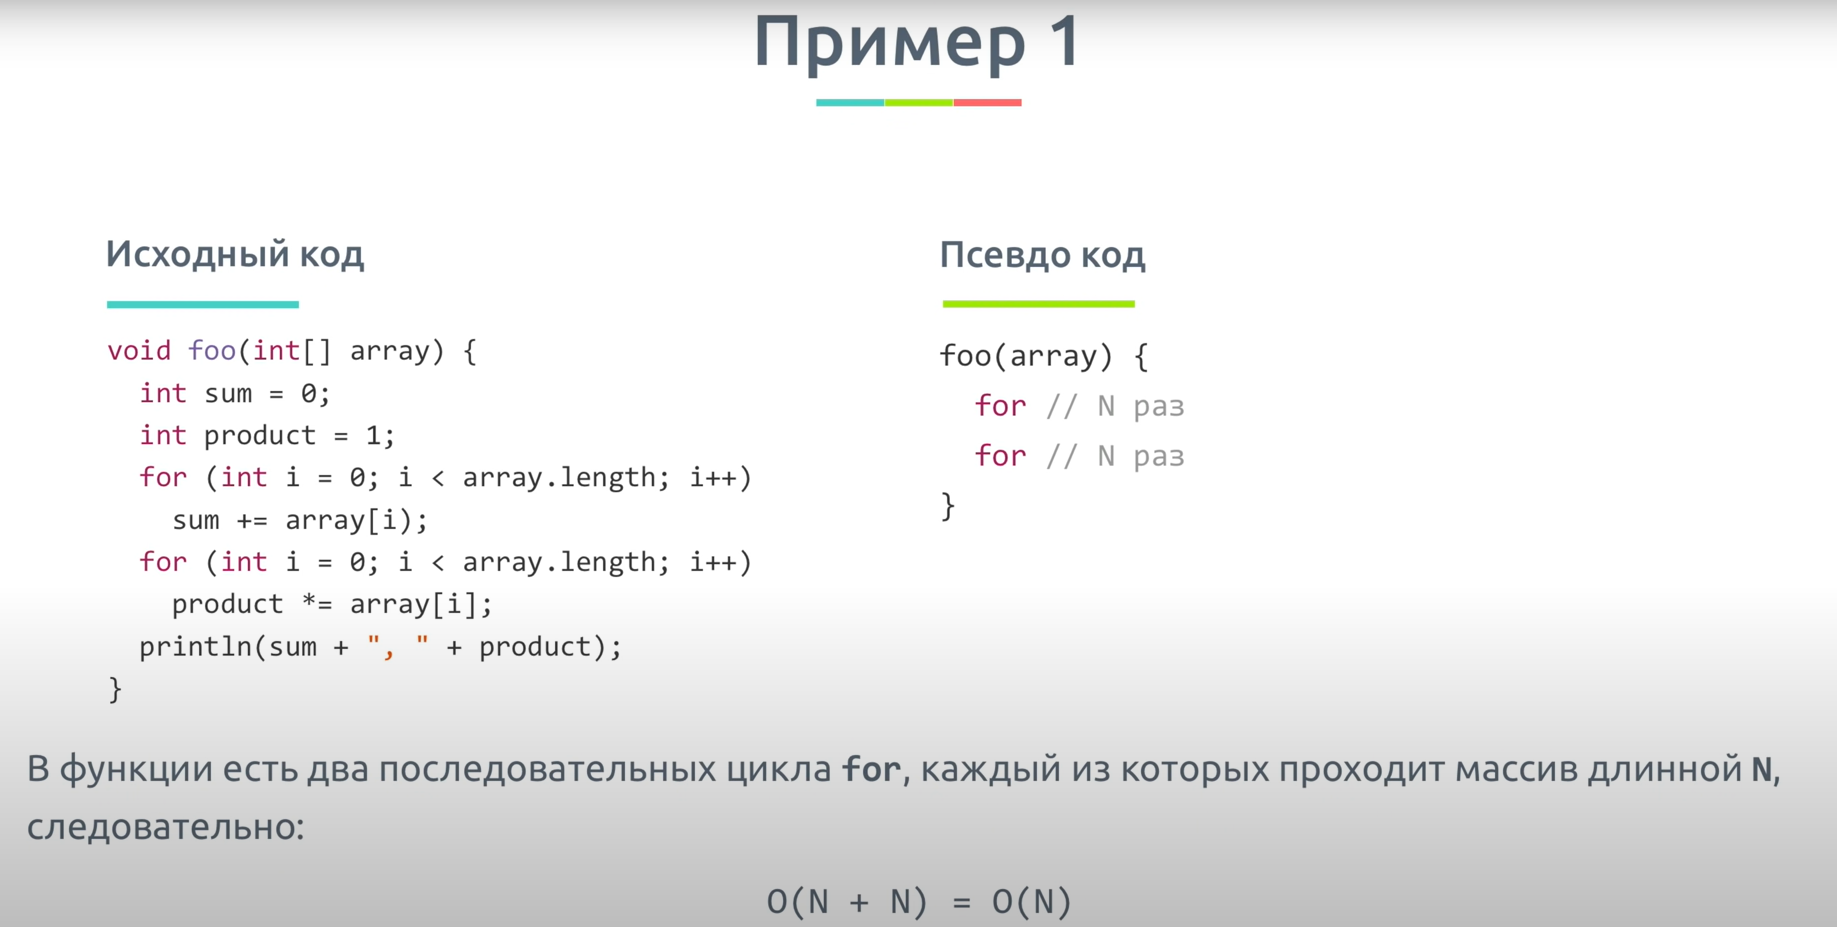 Пример 1
Исходный код
void foo(int[] array) {
int sum = 0;
int product = 1;
for (int i = 0; i < array.length; i++)
sum += array[i);
for (int i = 0; i < array.length; i++)
product *= array[i];
println(sum + ", " + product);
}
Псевдо код
foo(array) {
for // N раз
for // N раз
}
В функции есть два последовательных цикла for, каждый из которых проходит массив длинной N,
следовательно:
O(N + N) = O(N)